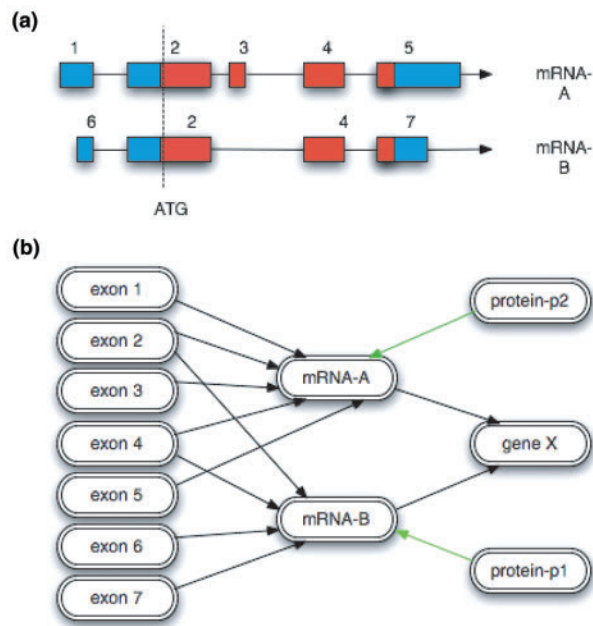 (a)
1 2 3 4 5
mRNA-
A
6 2 4 7
mRNA-
B
ATG
(b)
exon 1
exon 2
exon 3
exon 4
exon 5
exon 6
exon 7
mRNA-A
mRNA-B
protein-p2
gene X
protein-p1